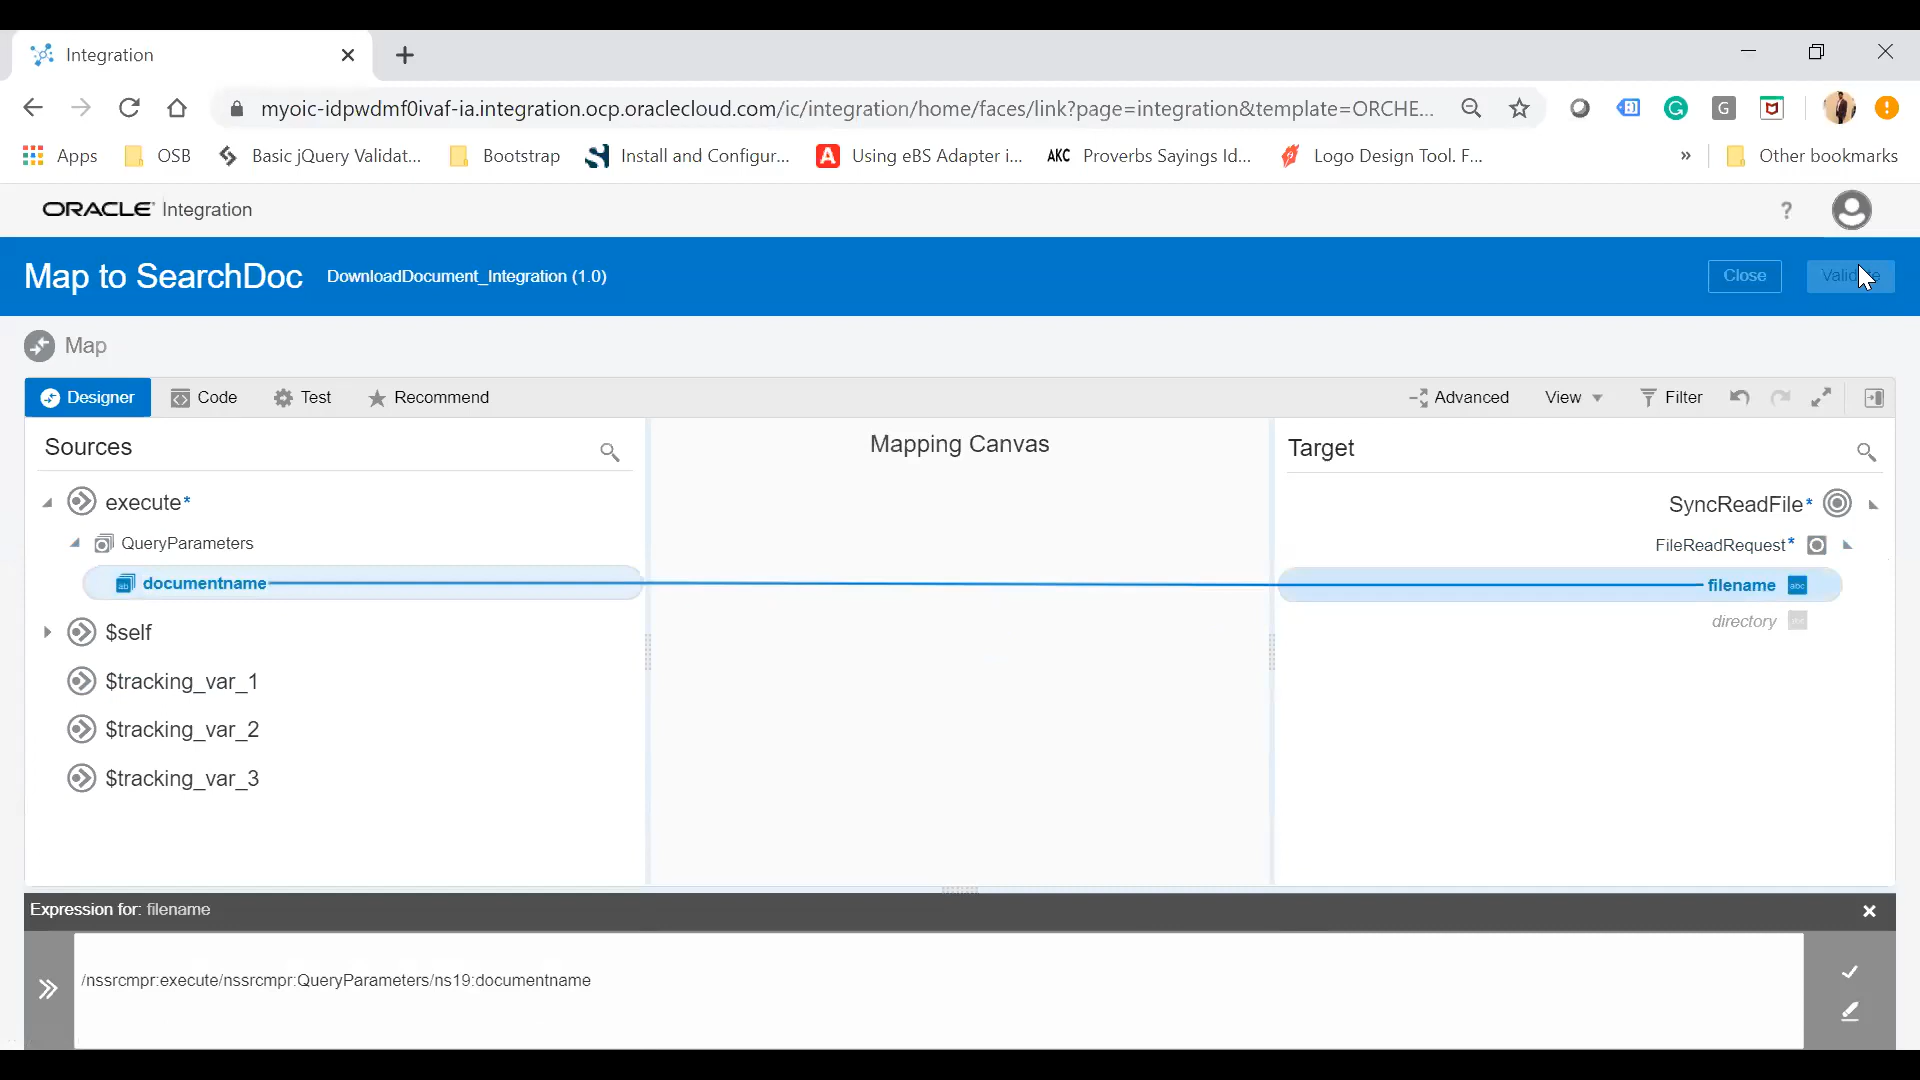 Integration
myoic-idpwdmf0ivaf-ia.integration.ocp.oraclecloud.com/ic/integration/home/faces/link?page=integration&template=ORCHE...
Apps
OSB
Basic jQuery Validat...
Bootstrap
Install and Configur...
Using eBS Adapter i...
AKC Proverbs Sayings Id...
Logo Design Tool. F...
»
Other bookmarks
ORACLE Integration
?
Map to SearchDoc
DownloadDocument_Integration (1.0)
Close
Map
Designer
Code
Test
Recommend
Advanced
View
Filter
Sources
Mapping Canvas
Target
execute*
SyncReadFile*
QueryParameters
FileReadRequest*
documentname
filename
directory
$self
$tracking_var_1
$tracking_var_2
$tracking_var_3
Expression for: filename
/nssrcmpr:execute/nssrcmpr:QueryParameters/ns19:documentname